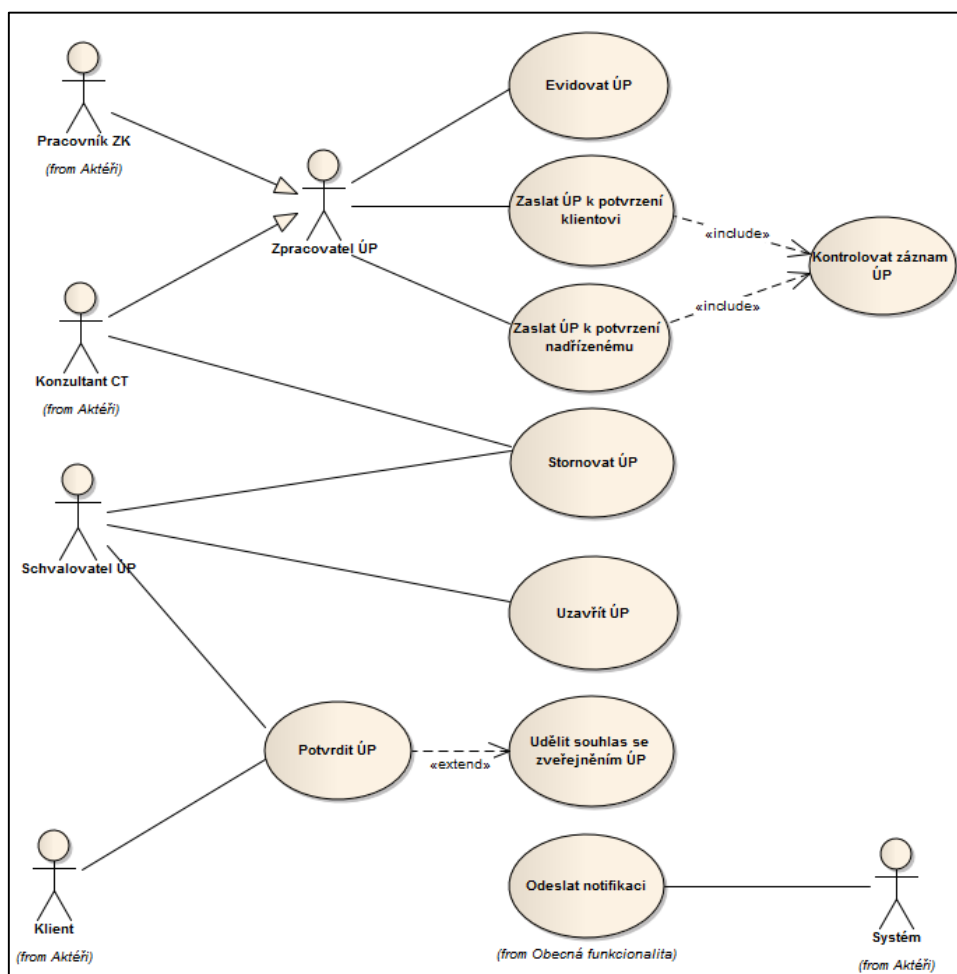 Pracovník ZK
(from Aktéři)
Evidovat ÚP
Zpracovatel ÚP
Zaslat ÚP k potvrzení
klientovi
«include»
Kontrolovat záznam
ÚP
«include»
Zaslat ÚP k potvrzení
nadřízenému
Konzultant CT
(from Aktéři)
Stornovat ÚP
Schvalovatel ÚP
Uzavřít ÚP
Potvrdit ÚP
«extend»
Udělit souhlas se
zveřejněním ÚP
Klient
(from Aktéři)
Odeslat notifikaci
(from Obecná funkcionalita)
Systém
(from Aktéři)